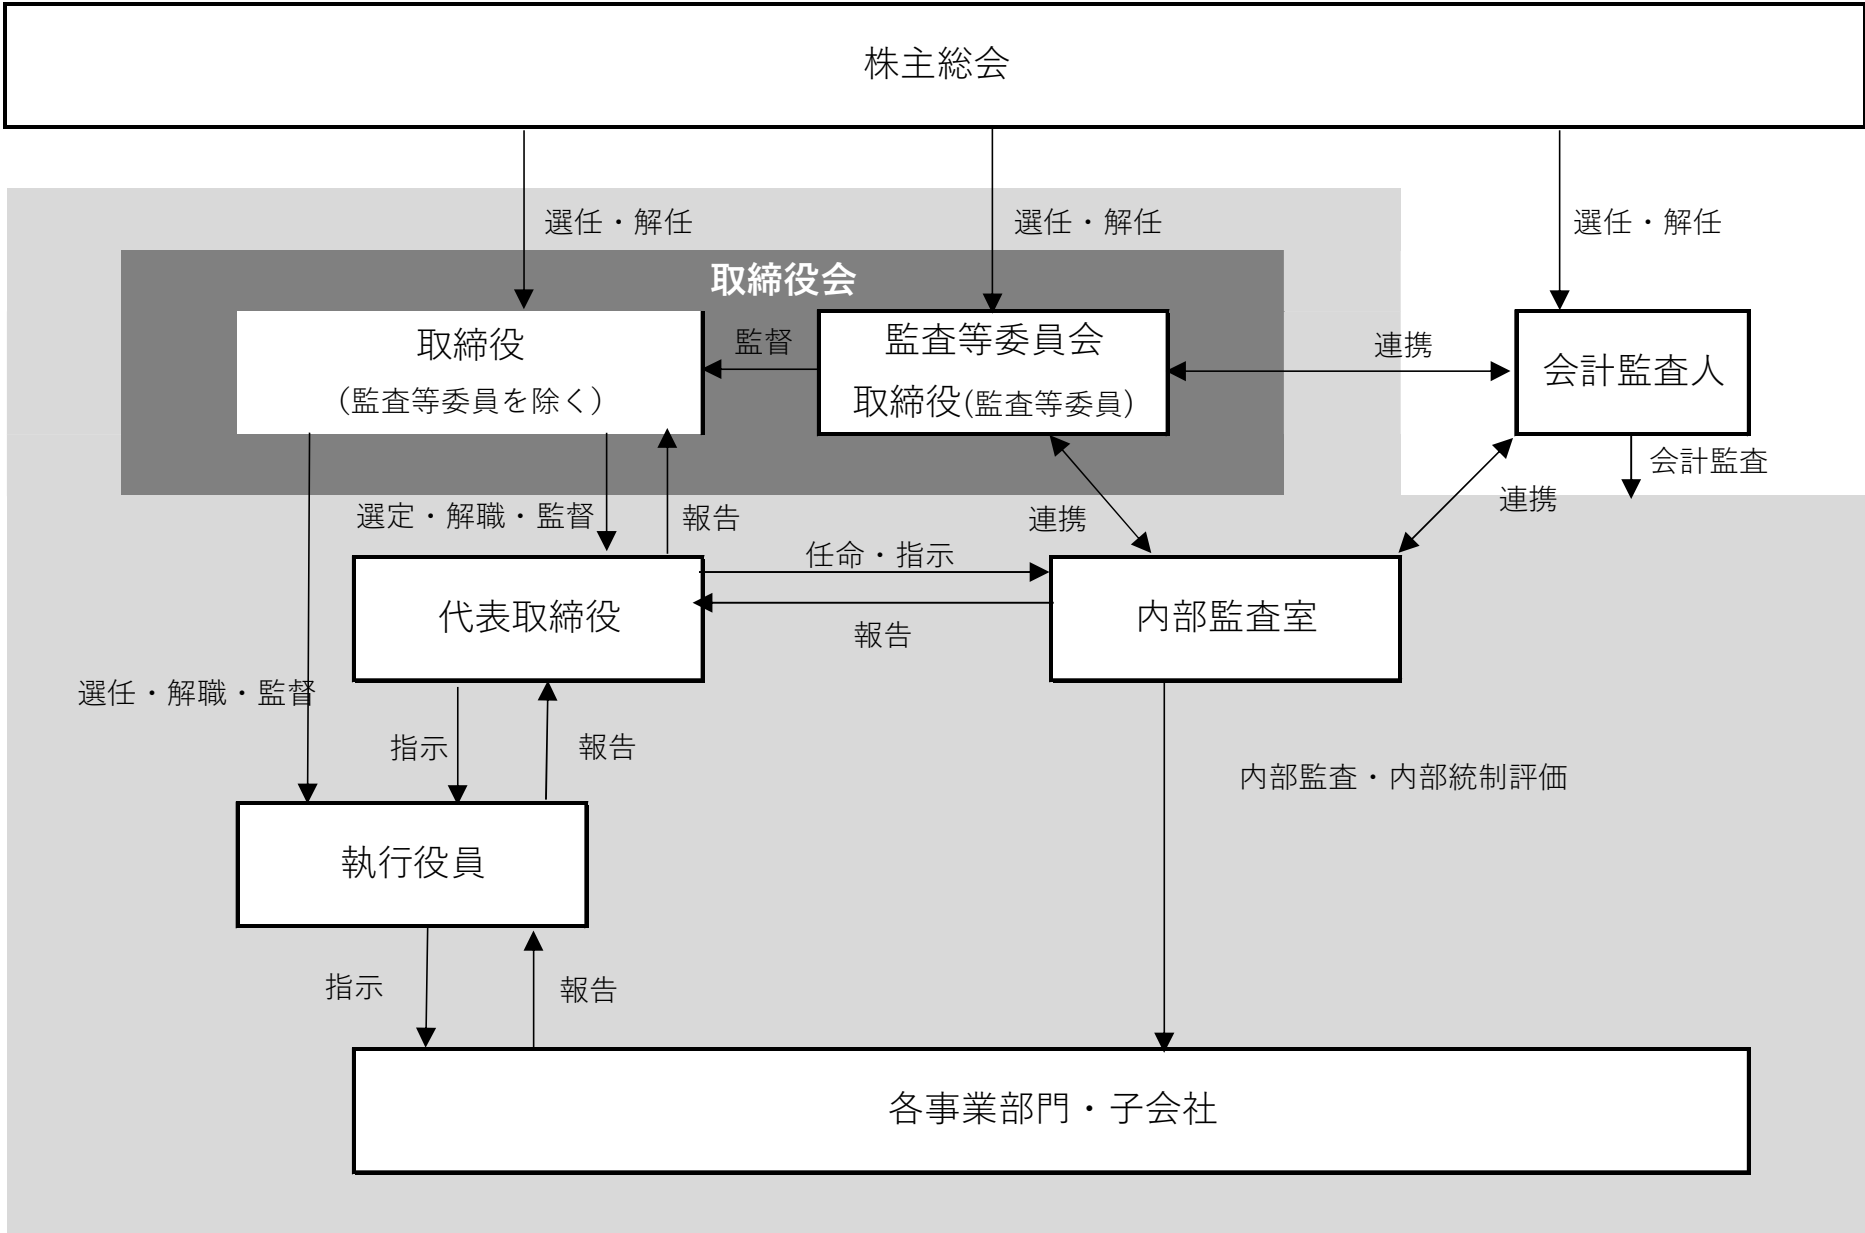 株主総会
選任・解任
選任・解任
選任・解任
取締役会
取締役
（監査等委員を除く）
監督
監査等委員会
取締役(監査等委員)
連携
会計監査人
会計監査
選定・解職・監督
報告
連携
連携
任命・指示
代表取締役
報告
内部監査室
選任・解職・監督
指示
報告
内部監査・内部統制評価
執行役員
指示
報告
各事業部門・子会社